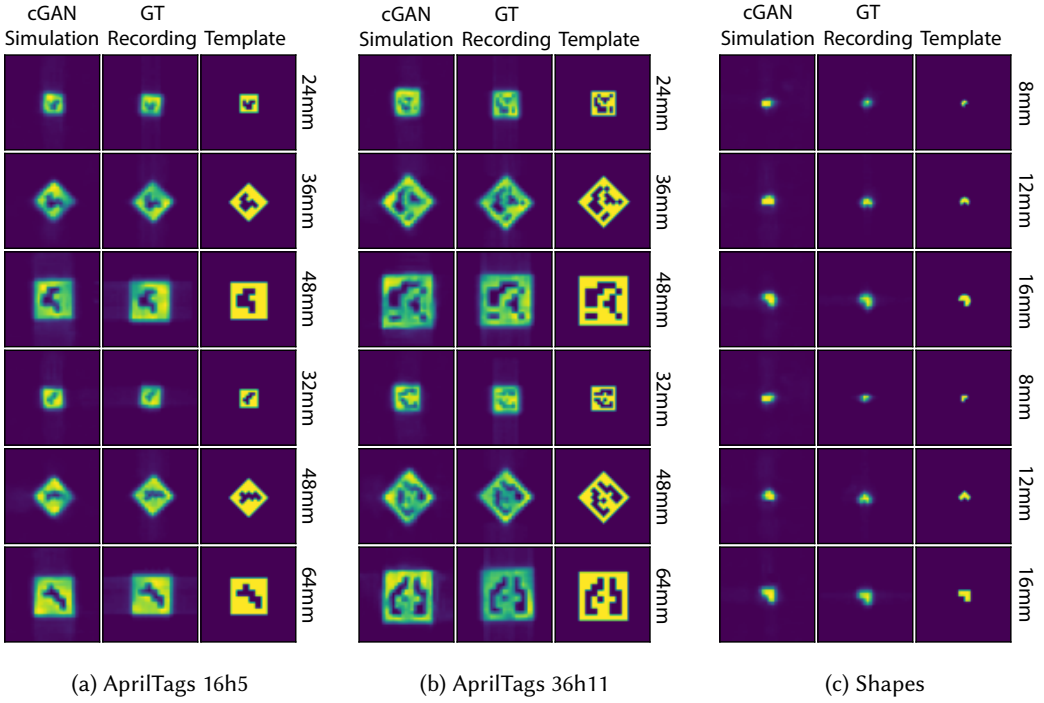 cGAN
Simulation
GT
Recording
Template
24mm
36mm
48mm
32mm
48mm
64mm
(a) AprilTags 16h5
cGAN
Simulation
GT
Recording
Template
24mm
36mm
48mm
32mm
48mm
64mm
(b) AprilTags 36h11
cGAN
Simulation
GT
Recording
Template
8mm
12mm
16mm
8mm
12mm
16mm
(c) Shapes